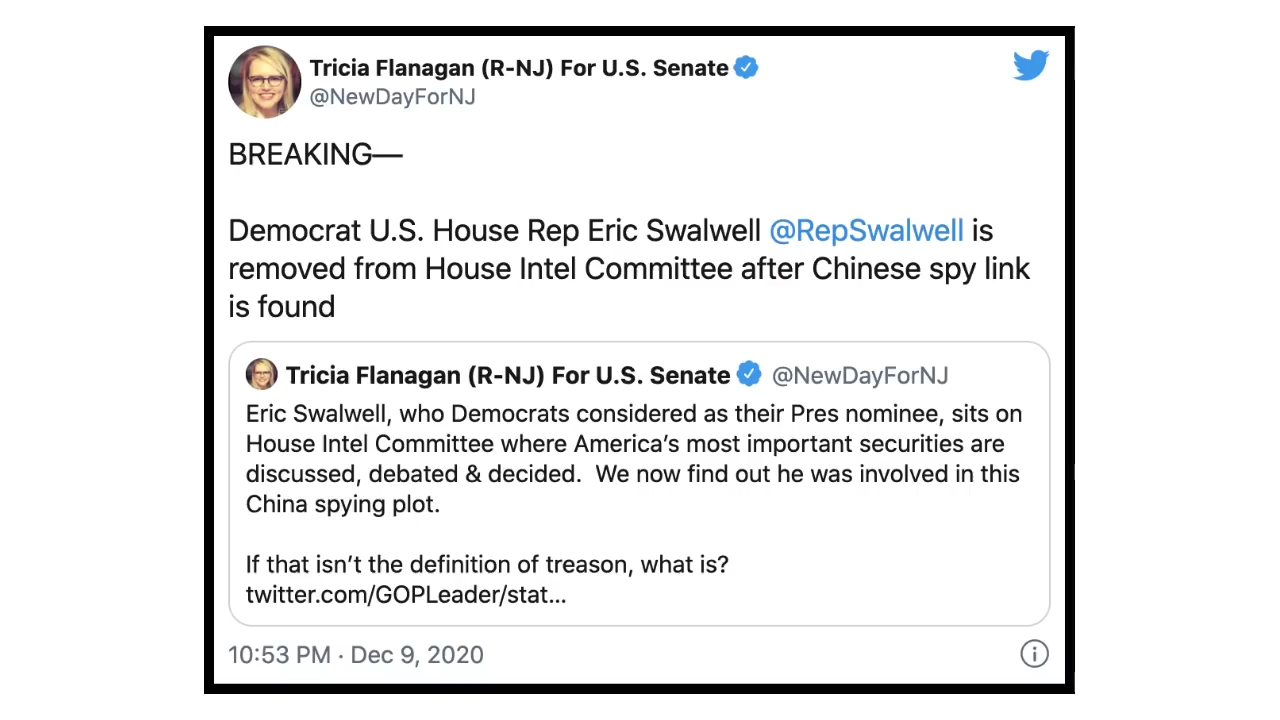 Tricia Flanagan (R-NJ) For U.S. Senate
@NewDayForNJ
BREAKING—
Democrat U.S. House Rep Eric Swalwell @RepSwalwell is
removed from House Intel Committee after Chinese spy link
is found
Tricia Flanagan (R-NJ) For U.S. Senate @NewDayForNJ
Eric Swalwell, who Democrats considered as their Pres nominee, sits on
House Intel Committee where America’s most important securities are
discussed, debated & decided.  We now find out he was involved in this
China spying plot.
If that isn’t the definition of treason, what is?
twitter.com/GOPLeader/stat...
10:53 PM · Dec 9, 2020